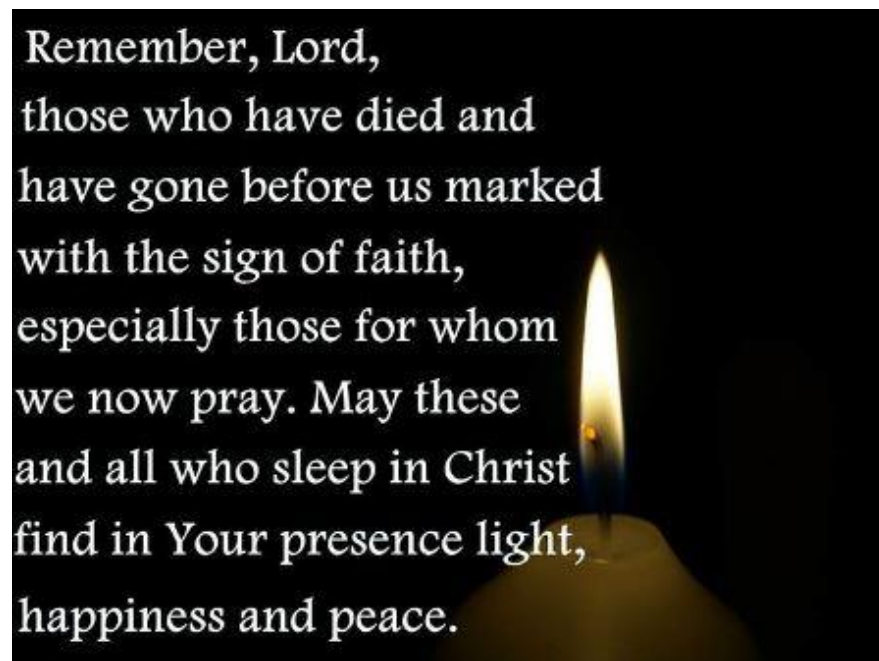 Remember, Lord,
those who have died and
have gone before us marked
with the sign of faith,
especially those for whom
we now pray. May these
and all who sleep in Christ
find in Your presence light,
happiness and peace.